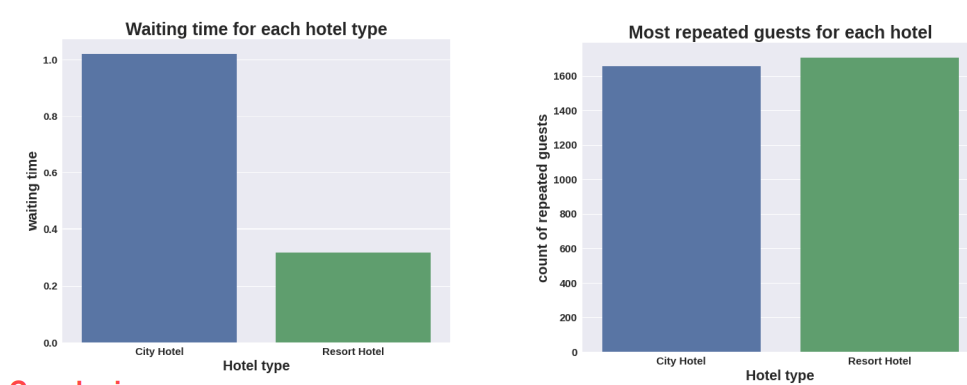 Waiting time for each hotel type
1.0
0.8
0.6
0.4
0.2
0.0
waiting time
City Hotel
Resort Hotel
Hotel type
Most repeated guests for each hotel
1600
1400
1200
1000
800
600
400
200
0
count of repeated guests
City Hotel
Resort Hotel
Hotel type